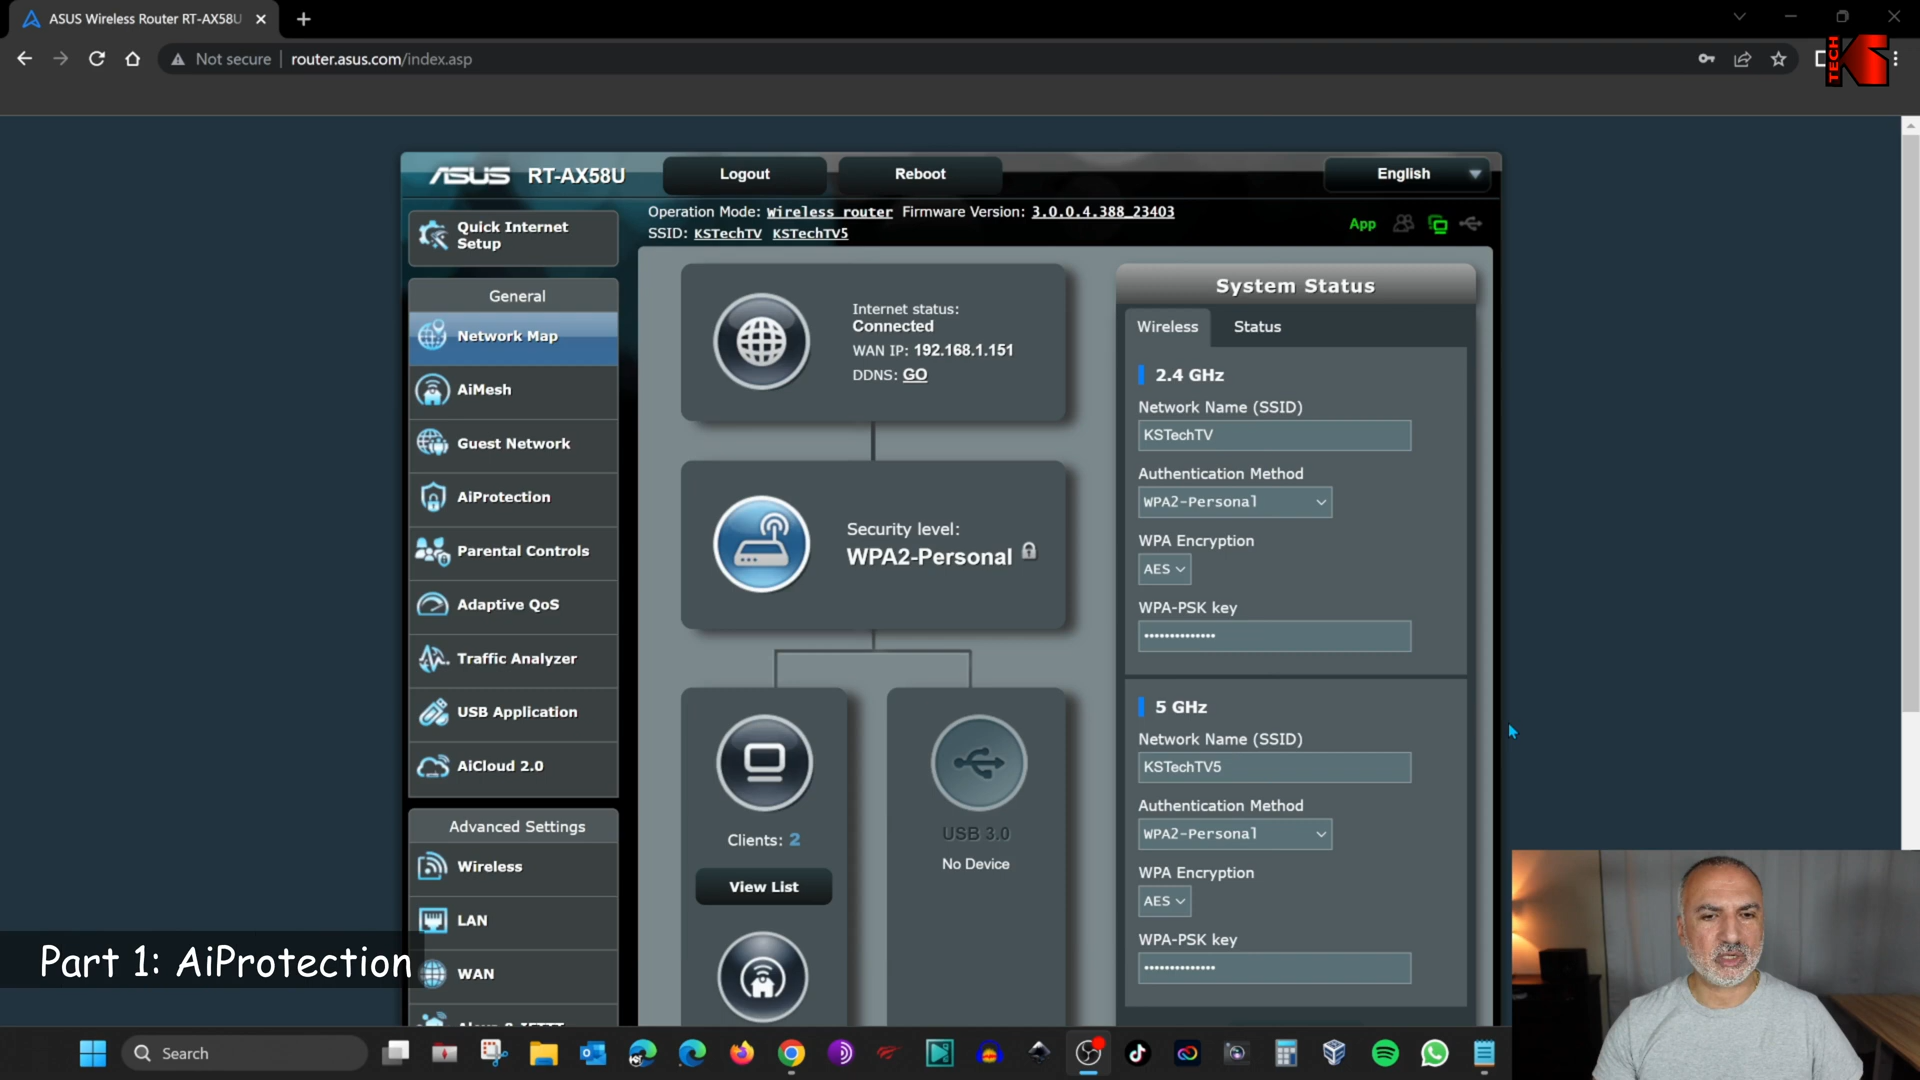 ASUS Wireless Router RT-AX58U
TECH KS
Not secure
router.asus.com/index.asp
ASUS RT-AX58U
Logout
Reboot
English
Quick Internet
Setup
Operation Mode: Wireless router Firmware Version: 3.0.0.4.388_23403
SSID: KSTechTV KSTechTV5
App
General
Network Map
AiMesh
Guest Network
AiProtection
Parental Controls
Adaptive QoS
Traffic Analyzer
USB Application
AiCloud 2.0
Advanced Settings
Wireless
LAN
WAN
Internet status:
Connected
WAN IP: 192.168.1.151
DDNS: GO
Security level:
WPA2-Personal
Clients: 2
View List
USB 3.0
No Device
System Status
Wireless
Status
2.4 GHz
Network Name (SSID)
KSTechTV
Authentication Method
WPA2-Personal
WPA Encryption
AES
WPA-PSK key
••••••••••••••
5 GHz
Network Name (SSID)
KSTechTV5
Authentication Method
WPA2-Personal
WPA Encryption
AES
WPA-PSK key
••••••••••••••
Part 1: AiProtection
Search